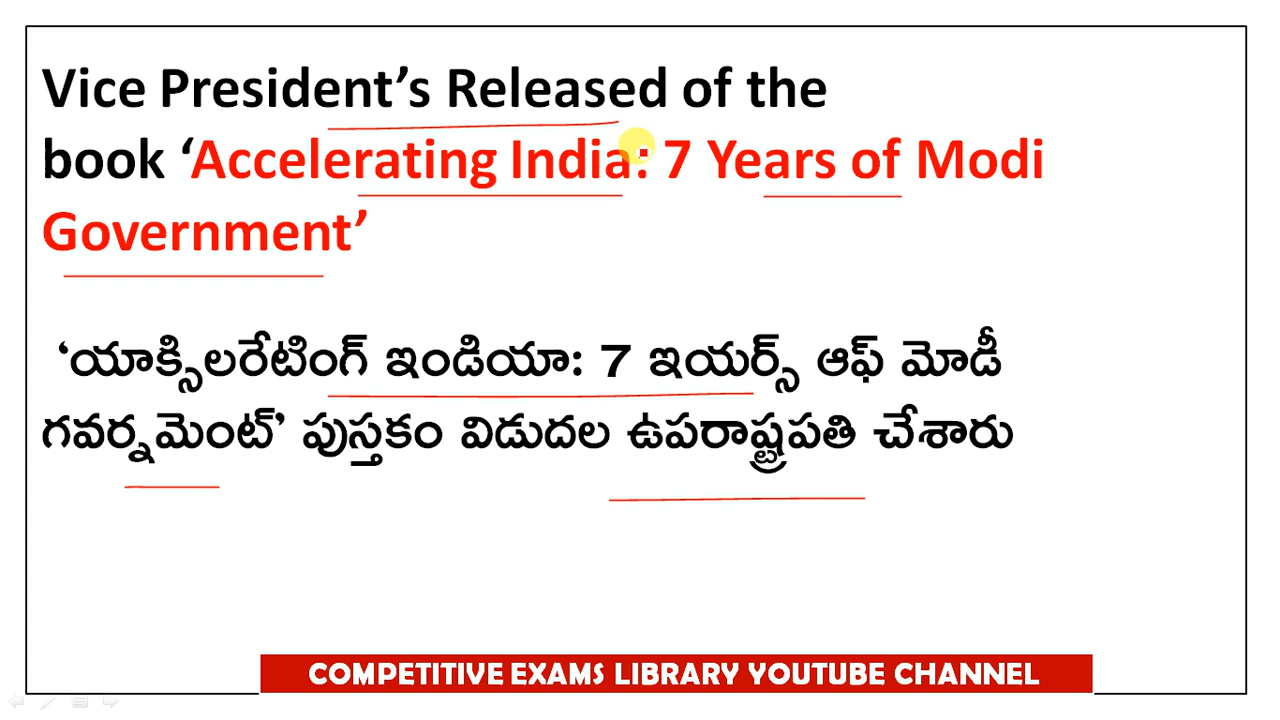 Vice President’s Released of the
book ‘Accelerating India: 7 Years of Modi
Government’
‘యాక్సిలరేటింగ్ ఇండియా: 7 ఇయర్స్ ఆఫ్ మోడీ
గవర్నమెంట్’ పుస్తకం విడుదల ఉపరాష్ట్రపతి చేశారు
COMPETITIVE EXAMS LIBRARY YOUTUBE CHANNEL